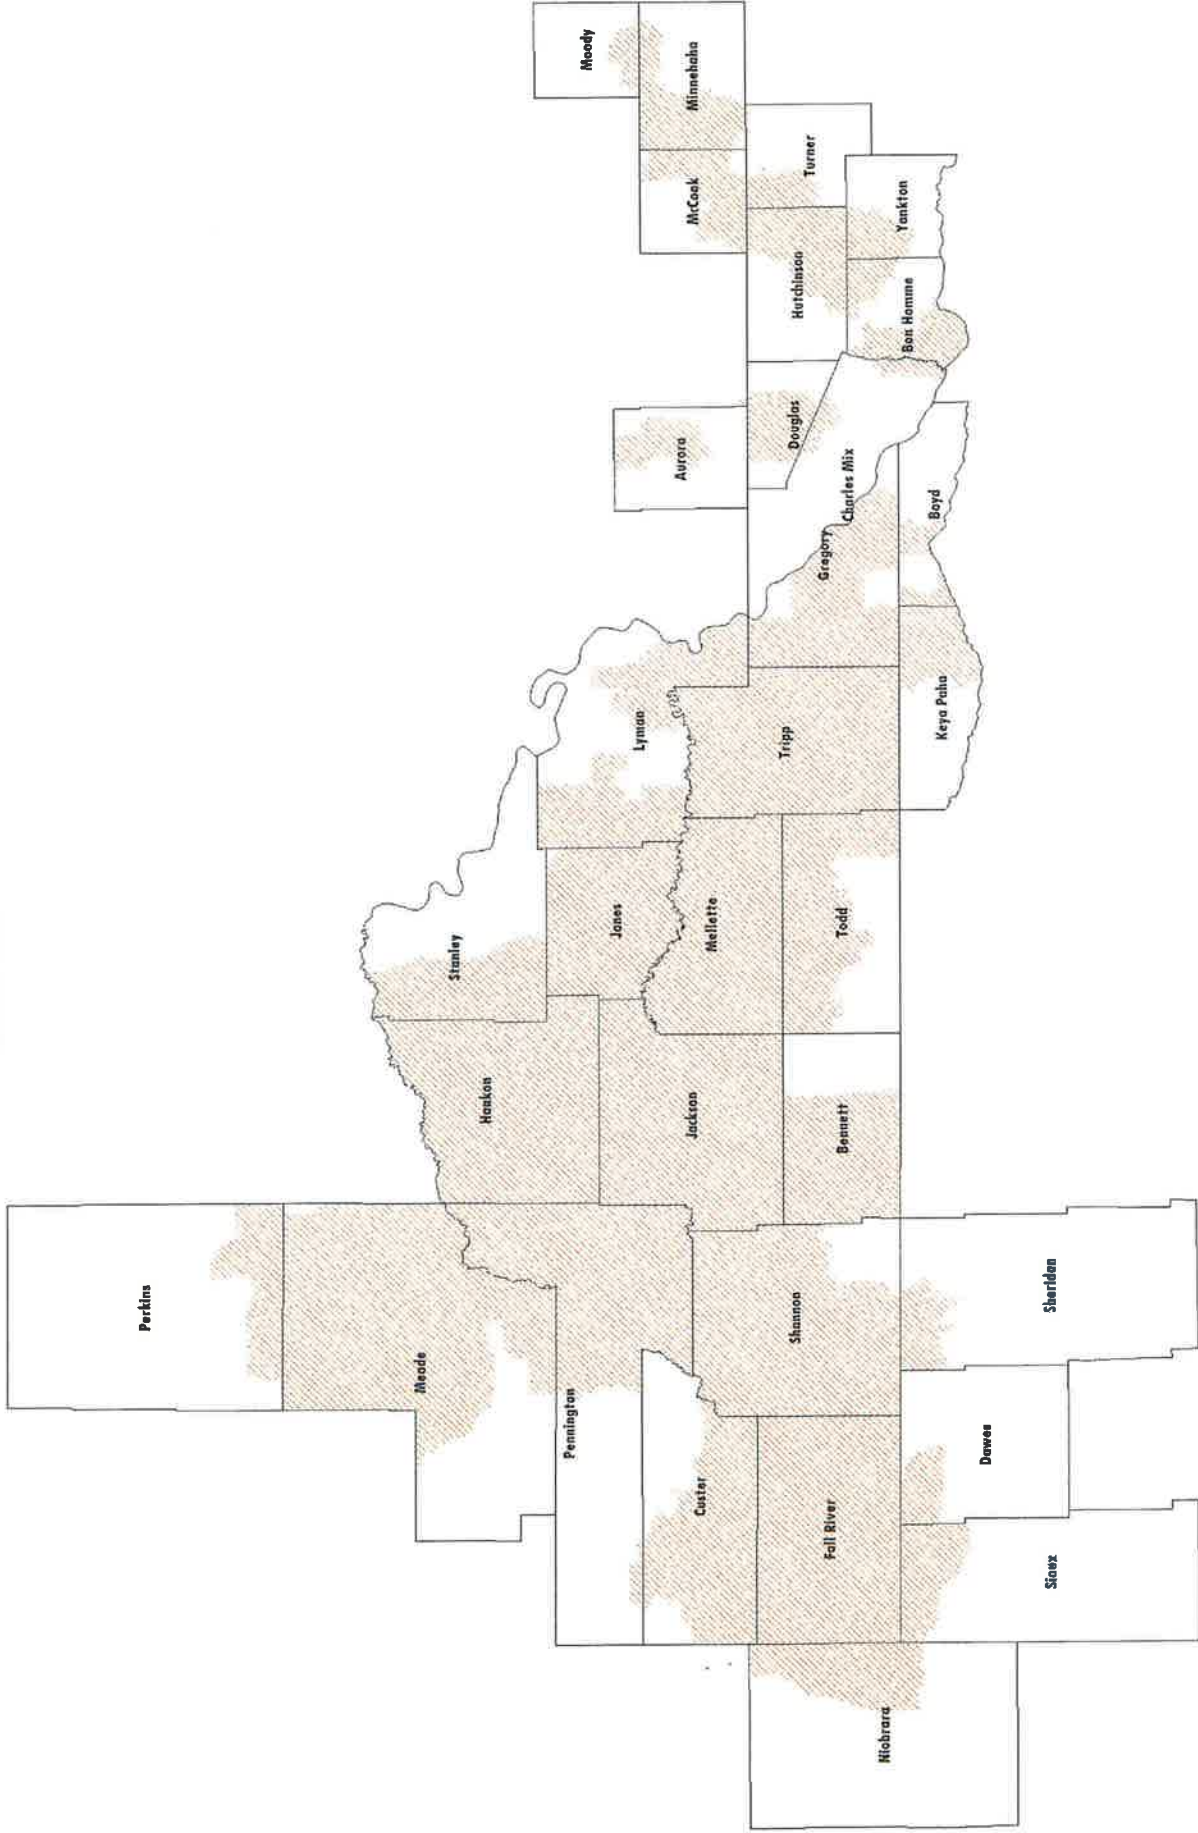 Moody
Minnehaha
McCook
Turner
Yankton
Hutchinson
Bon Homme
Douglas
Aurora
Charles Mix
Gregory
Boyd
Keya Paha
Lyman
Tripp
Stanley
Jones
Mellette
Todd
Haakon
Jackson
Bennett
Perkins
Meade
Pennington
Shannon
Sheridan
Custer
Fall River
Dawes
Sioux
Niobrara